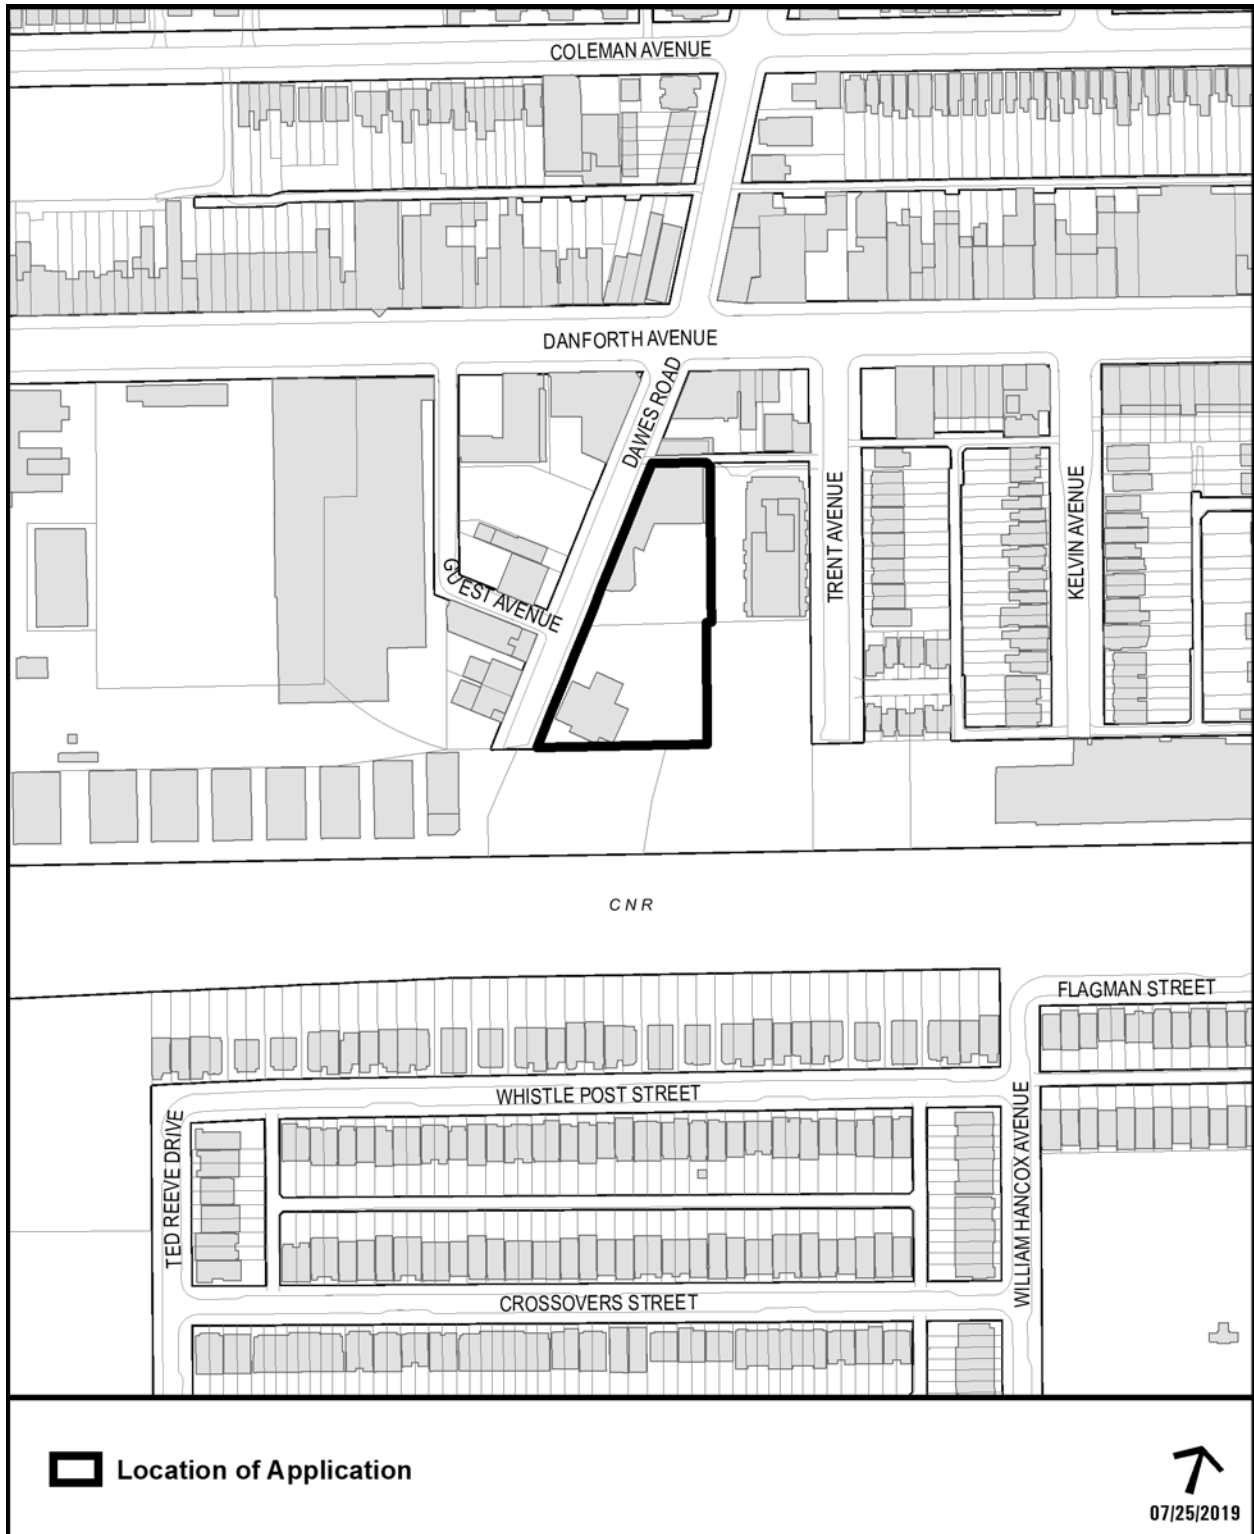 COLEMAN AVENUE
DANFORTH AVENUE
DAWES ROAD
GUEST AVENUE
TRENT AVENUE
KELVIN AVENUE
CNR
FLAGMAN STREET
WHISTLE POST STREET
TED REEVE DRIVE
WILLIAM HANCOX AVENUE
CROSSOVERS STREET
Location of Application
07/25/2019